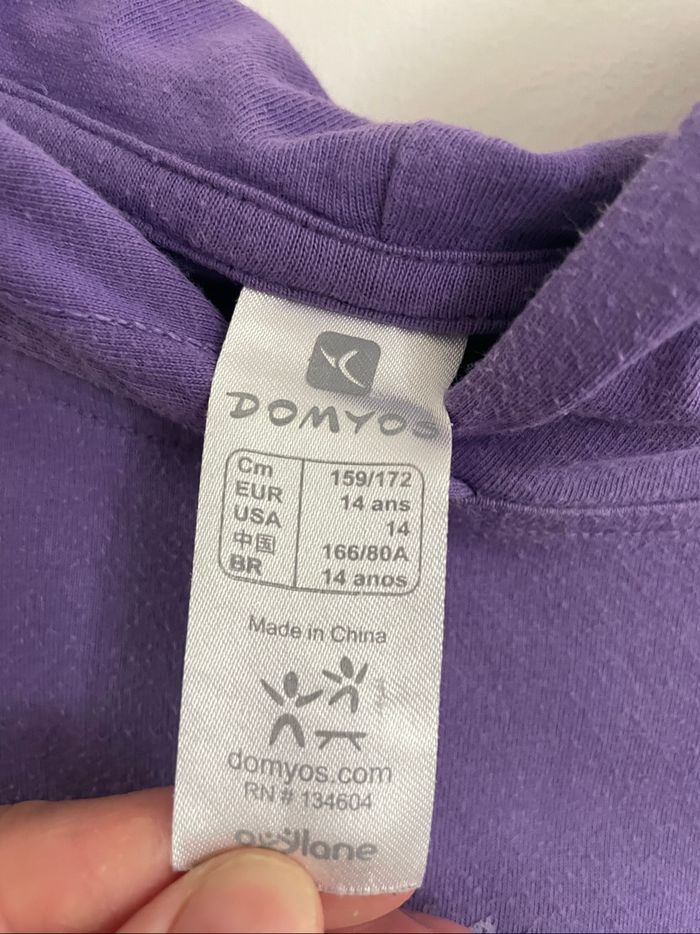 DOMYOS
Cm 159/172
EUR 14 ans
USA 14
中国 166/80A
BR 14 anos
Made in China
domyos.com
RN # 134604
oxylane